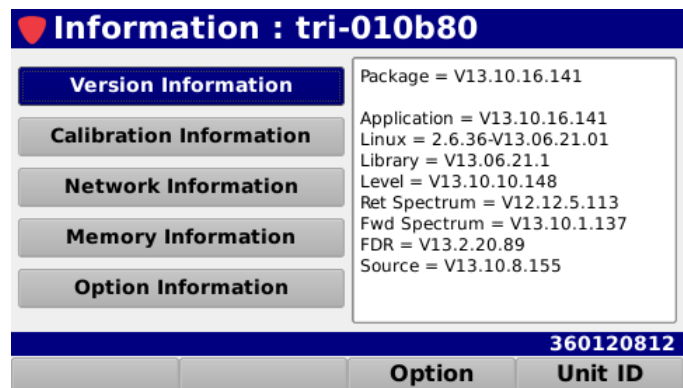 Information : tri-010b80
Version Information
Calibration Information
Network Information
Memory Information
Option Information
Package = V13.10.16.141
Application = V13.10.16.141
Linux = 2.6.36-V13.06.21.01
Library = V13.06.21.1
Level = V13.10.10.148
Ret Spectrum = V12.12.5.113
Fwd Spectrum = V13.10.1.137
FDR = V13.2.20.89
Source = V13.10.8.155
360120812
Option
Unit ID